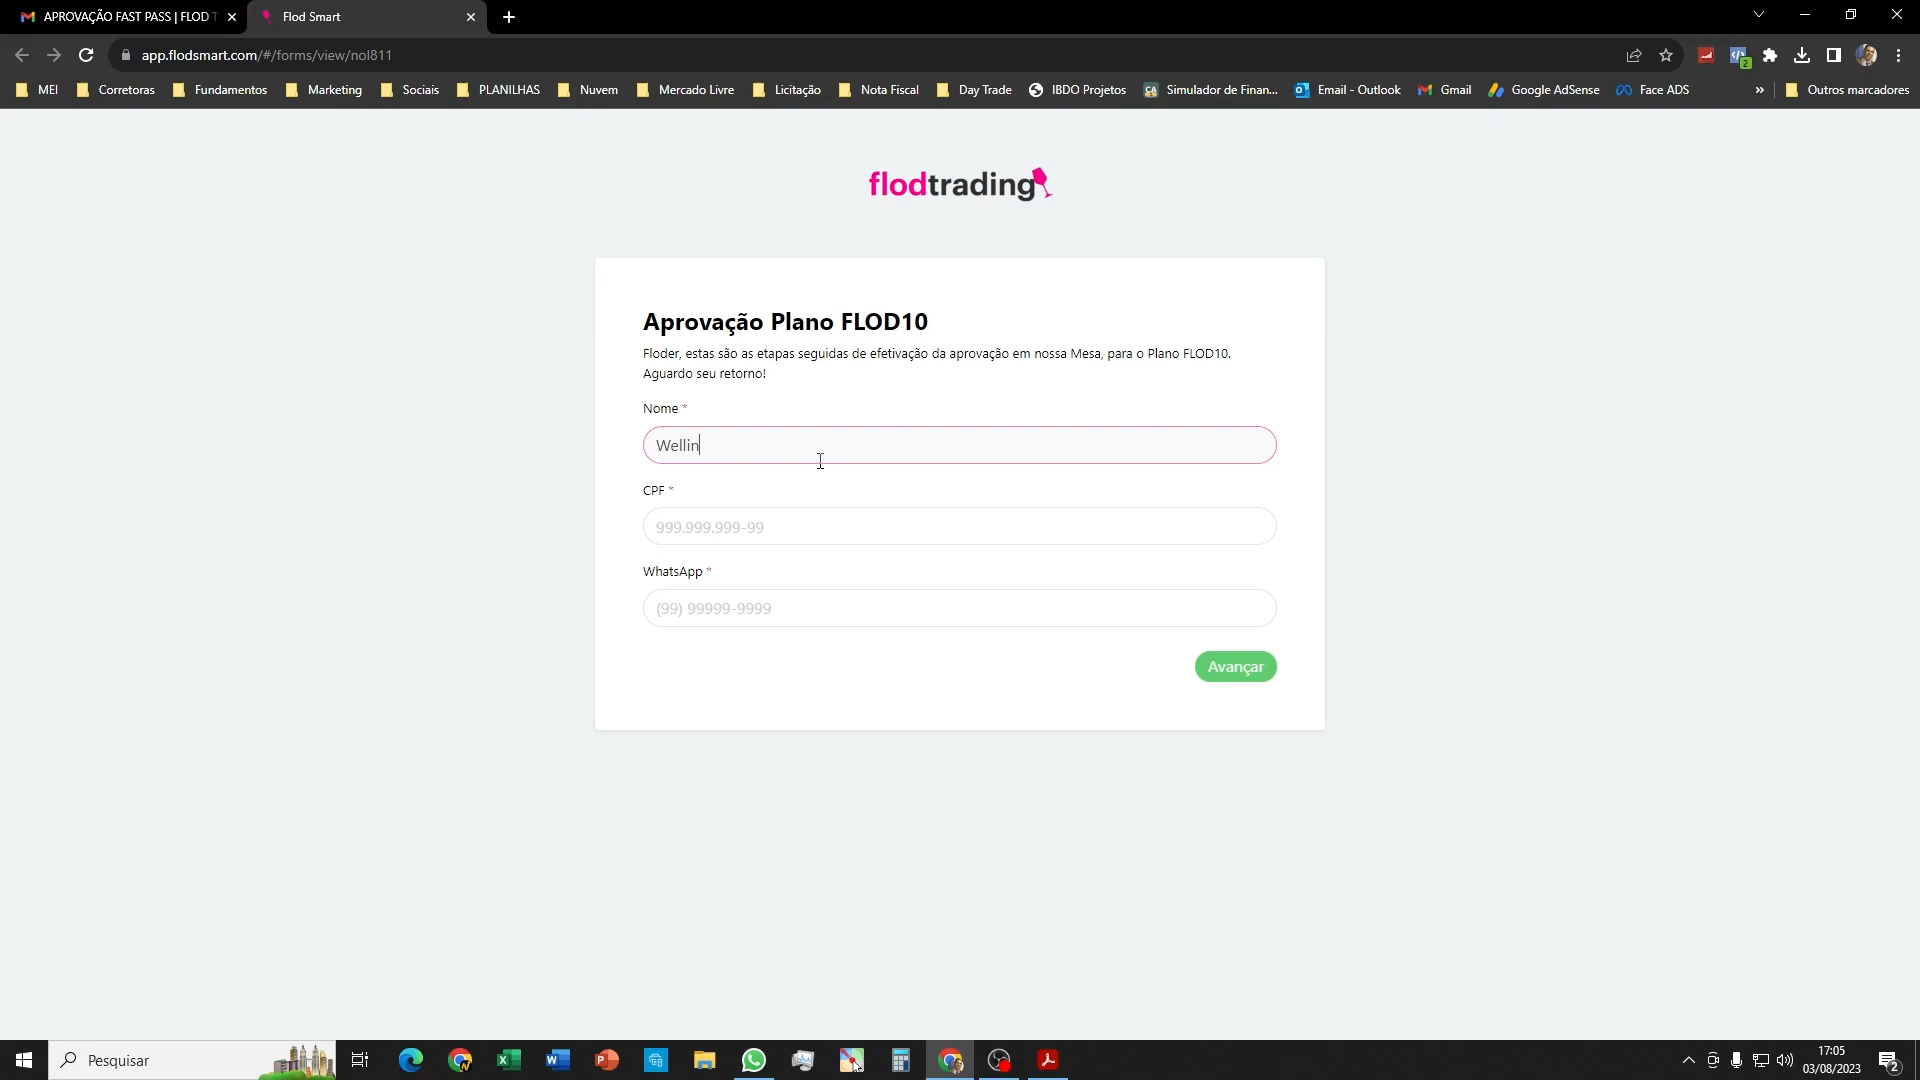 APROVAÇÃO FAST PASS | FLOD T
Flod Smart
app.flodsmart.com/#/forms/view/nol811
2
MEI
Corretoras
Fundamentos
Marketing
Sociais
PLANILHAS
Nuvem
Mercado Livre
Licitação
Nota Fiscal
Day Trade
IBDO Projetos
Simulador de Finan...
Email - Outlook
Gmail
Google AdSense
Face ADS
»
Outros marcadores
flodtrading
Aprovação Plano FLOD10
Floder, estas são as etapas seguidas de efetivação da aprovação em nossa Mesa, para o Plano FLOD10.
Aguardo seu retorno!
Nome *
Wellin
CPF *
999.999.999-99
WhatsApp *
(99) 99999-9999
Avançar
Pesquisar
17:05
03/08/2023
2